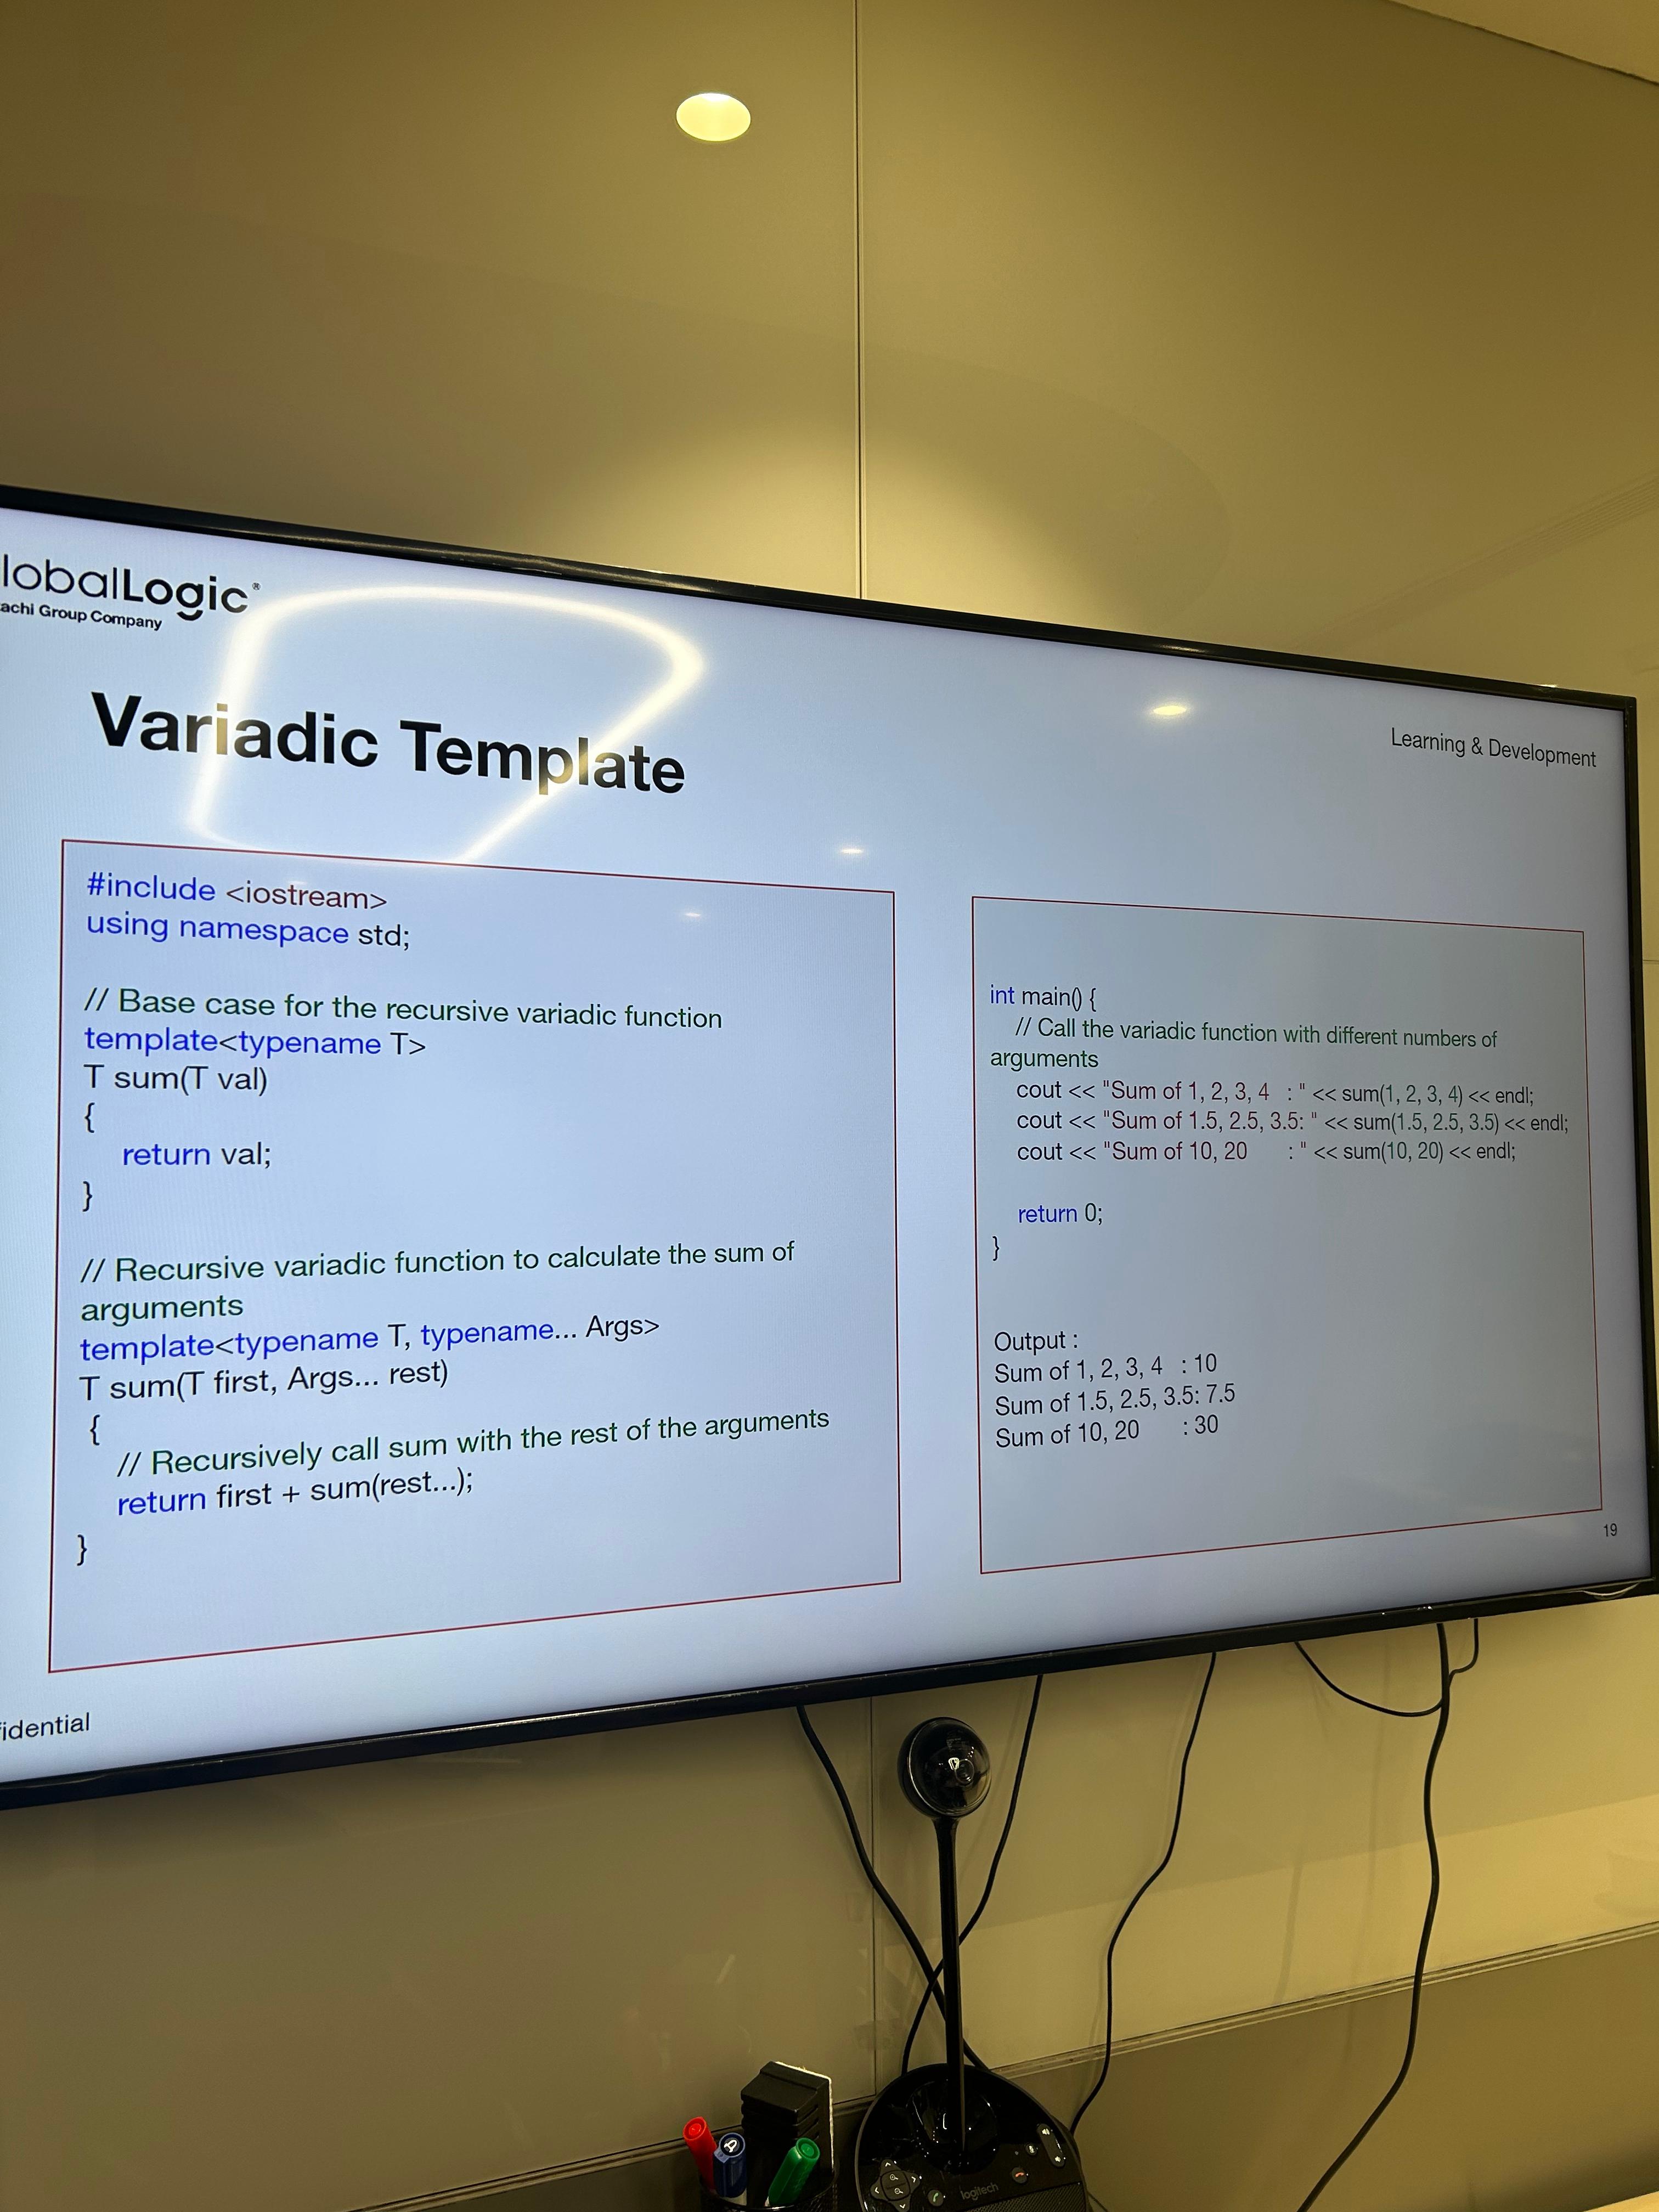 lobalLogic®
achi Group Company
Variadic Template
Learning & Development
#include <iostream>
using namespace std;
// Base case for the recursive variadic function
template<typename T>
T sum(T val)
{
return val;
}
// Recursive variadic function to calculate the sum of
arguments
template<typename T, typename... Args>
T sum(T first, Args... rest)
{
// Recursively call sum with the rest of the arguments
return first + sum(rest...);
}
int main() {
// Call the variadic function with different numbers of
arguments
cout << "Sum of 1, 2, 3, 4   : " << sum(1, 2, 3, 4) << endl;
cout << "Sum of 1.5, 2.5, 3.5: " << sum(1.5, 2.5, 3.5) << endl;
cout << "Sum of 10, 20       : " << sum(10, 20) << endl;
return 0;
}
Output :
Sum of 1, 2, 3, 4   : 10
Sum of 1.5, 2.5, 3.5: 7.5
Sum of 10, 20       : 30
19
idential
logitech